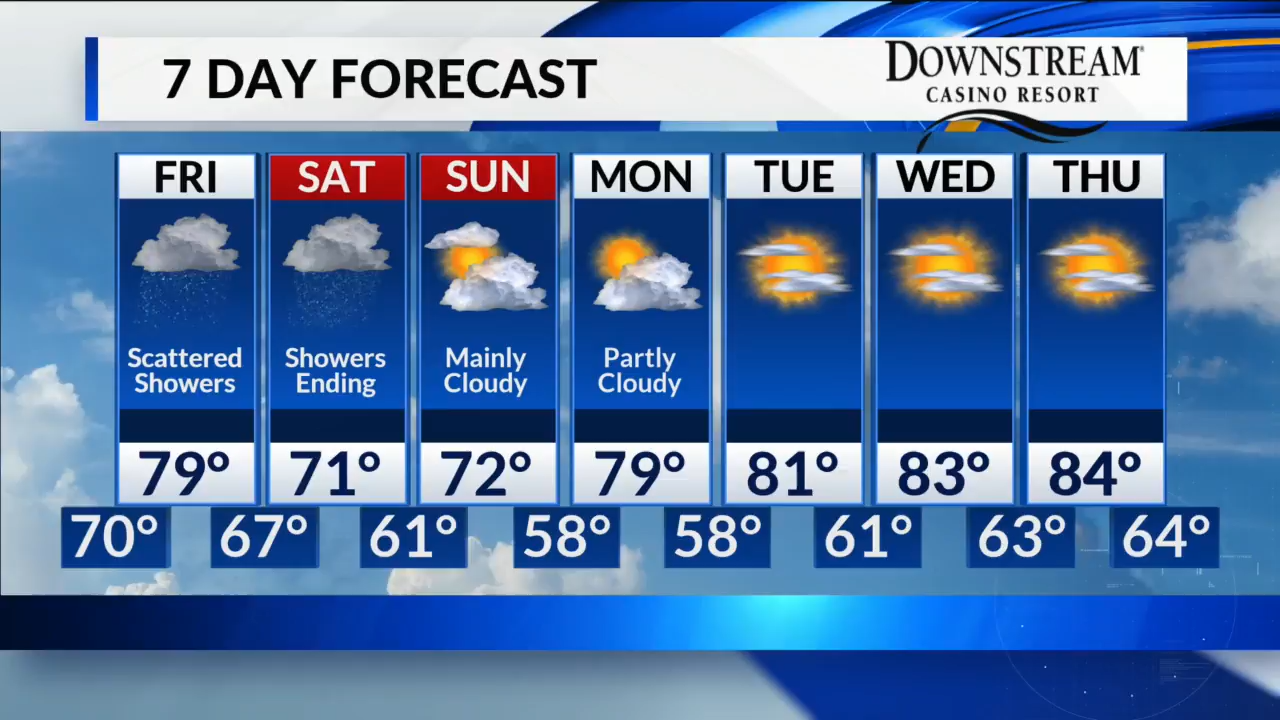 7 DAY FORECAST
DOWNSTREAM®
CASINO RESORT
FRI SAT SUN MON TUE WED THU
Scattered Showers Mainly Partly
Showers Ending Cloudy Cloudy
79° 71° 72° 79° 81° 83° 84°
70° 67° 61° 58° 58° 61° 63° 64°